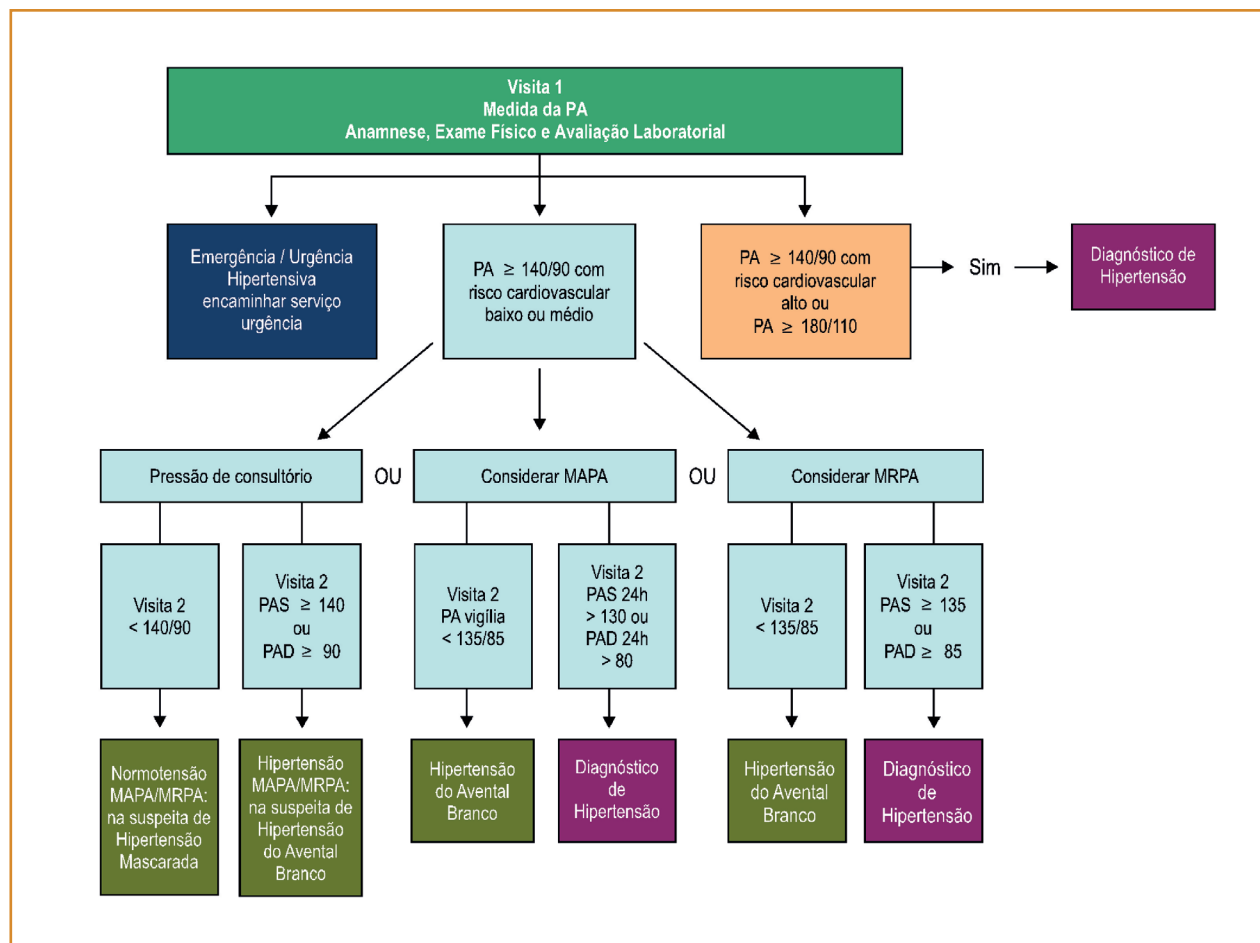 Visita 1
Medida da PA
Anamnese, Exame Físico e Avaliação Laboratorial
Emergência / Urgência
Hipertensiva
encaminhar serviço
urgência
PA ≥ 140/90 com
risco cardiovascular
baixo ou médio
PA ≥ 140/90 com
risco cardiovascular
alto ou
PA ≥ 180/110
Sim
Diagnóstico de
Hipertensão
Pressão de consultório
OU
Considerar MAPA
OU
Considerar MRPA
Visita 2
< 140/90
Visita 2
PAS ≥ 140
ou
PAD ≥ 90
Visita 2
PA vigília
< 135/85
Visita 2
PAS 24h
> 130 ou
PAD 24h
> 80
Visita 2
< 135/85
Visita 2
PAS ≥ 135
ou
PAD ≥ 85
Normotensão
MAPA/MRPA:
na suspeita de
Hipertensão
Mascarada
Hipertensão
MAPA/MRPA:
na suspeita de
Hipertensão
do Avental
Branco
Hipertensão
do Avental
Branco
Diagnóstico
de
Hipertensão
Hipertensão
do Avental
Branco
Diagnóstico
de
Hipertensão